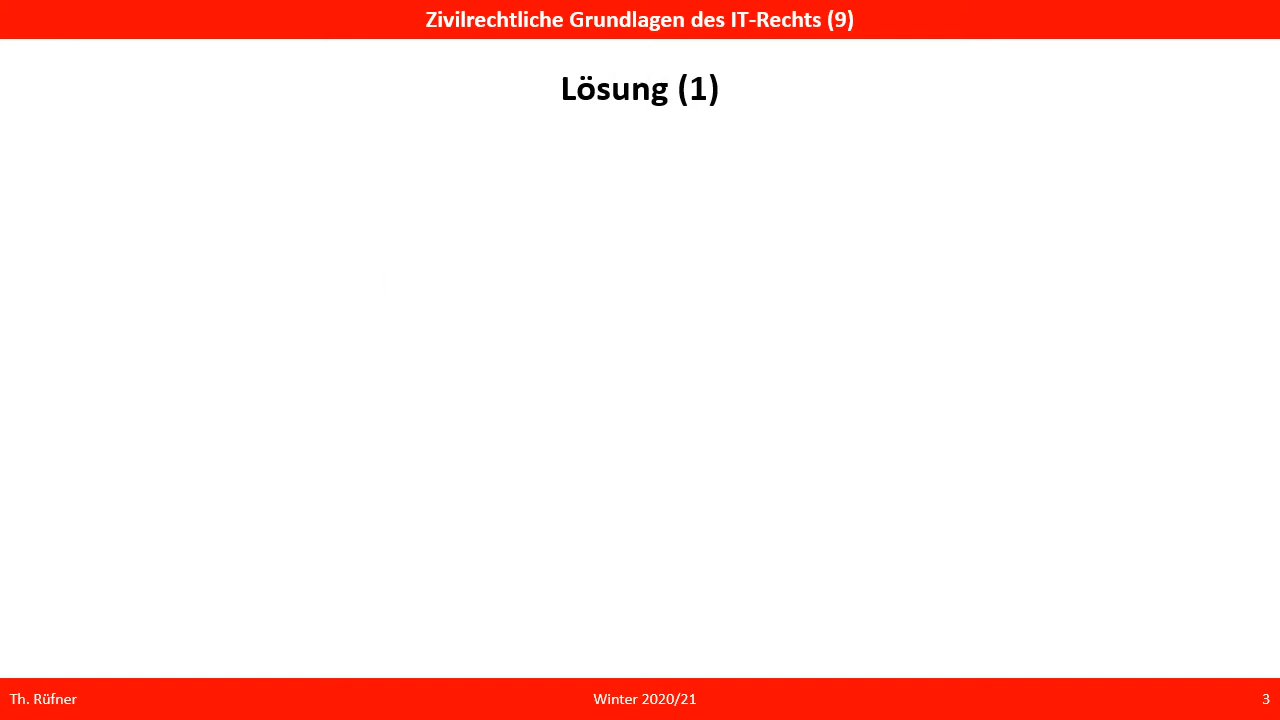 Zivilrechtliche Grundlagen des IT-Rechts (9)
Lösung (1)
Th. Rüfner
Winter 2020/21
3